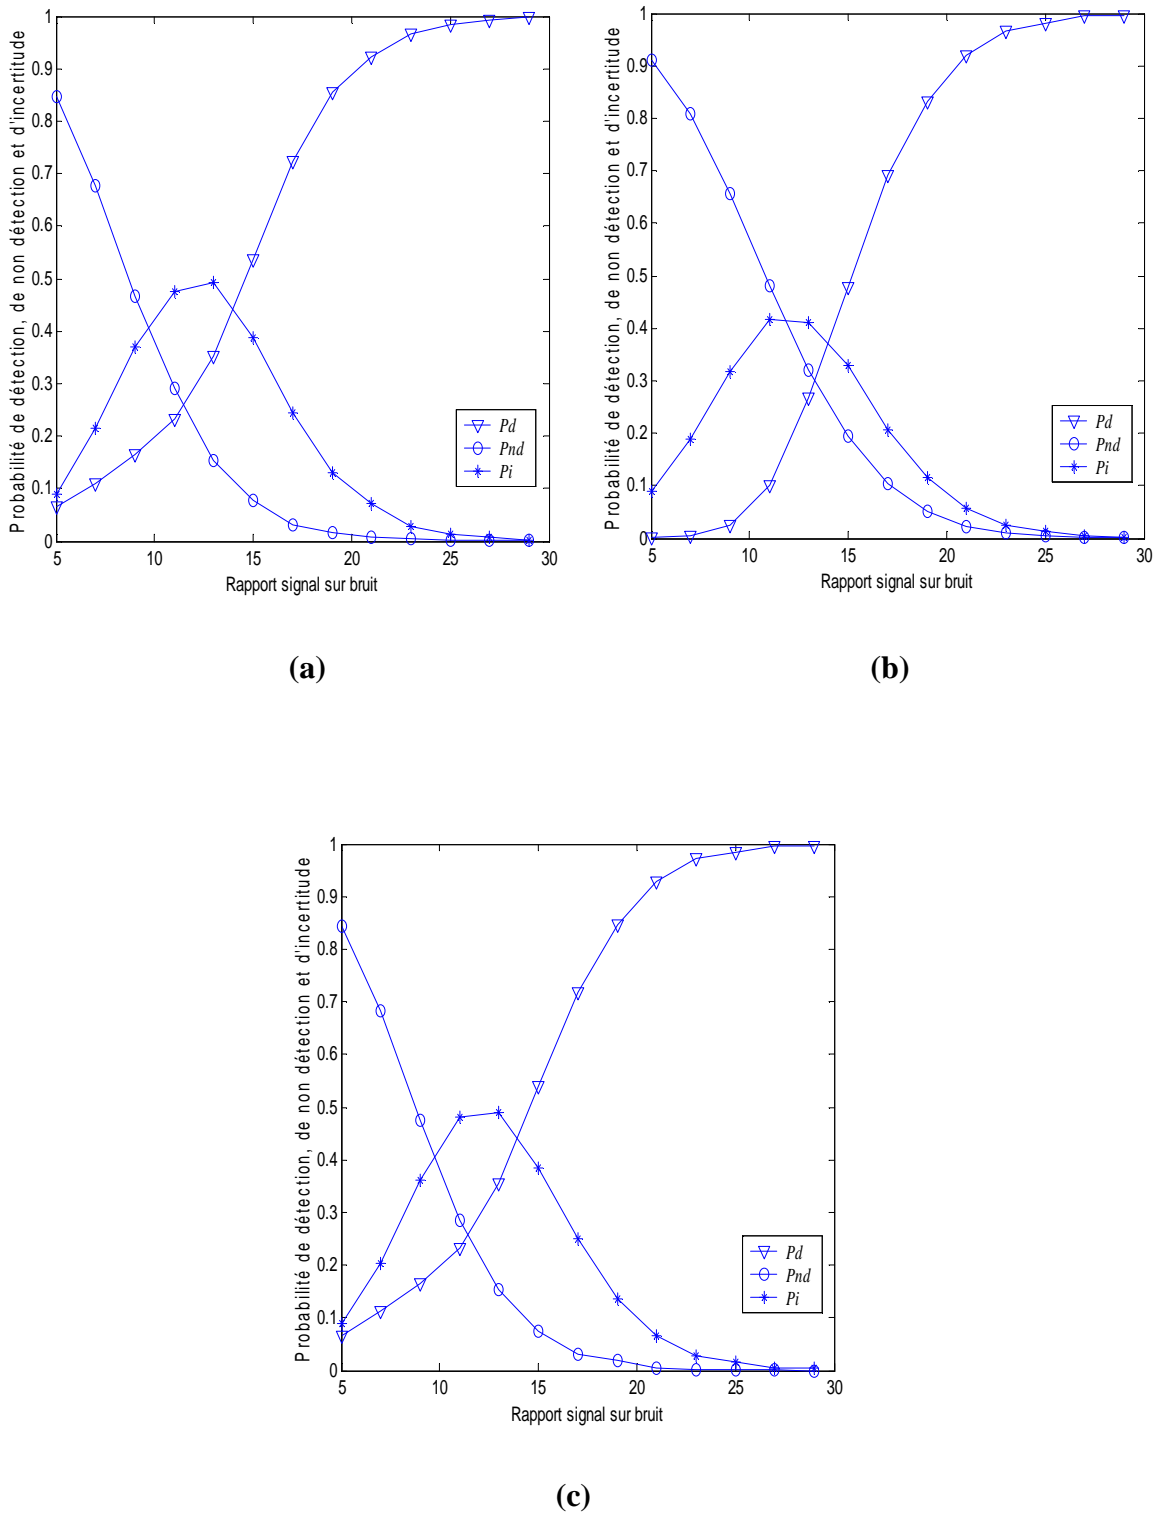 Probabilité de détection, de non détection et d'incertitude
1
0.9
0.8
0.7
0.6
0.5
0.4
0.3
0.2
0.1
0
5 10 15 20 25 30
Rapport signal sur bruit
Pd
Pnd
Pi
(a)
Probabilité de détection, de non détection et d'incertitude
1
0.9
0.8
0.7
0.6
0.5
0.4
0.3
0.2
0.1
0
5 10 15 20 25 30
Rapport signal sur bruit
Pd
Pnd
Pi
(b)
Probabilité de détection, de non détection et d'incertitude
1
0.9
0.8
0.7
0.6
0.5
0.4
0.3
0.2
0.1
0
5 10 15 20 25 30
Rapport signal sur bruit
Pd
Pnd
Pi
(c)